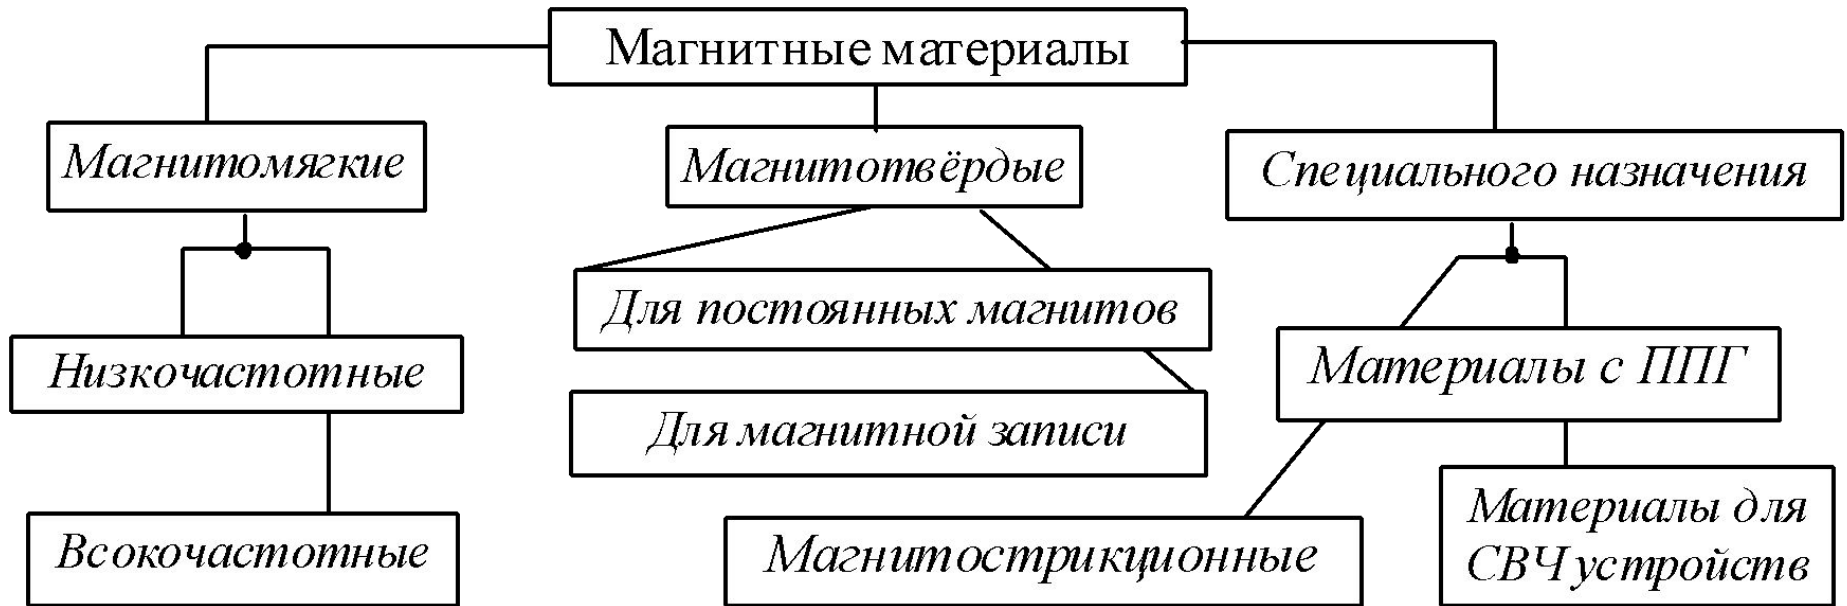 Магнитные материалы
Магнитомягкие
Магнитотвёрдые
Специального назначения
Для постоянных магнитов
Низкочастотные
Материалы с ППГ
Для магнитной записи
Всокочастотные
Магнитострикционные
Материалы для
СВЧ устройств